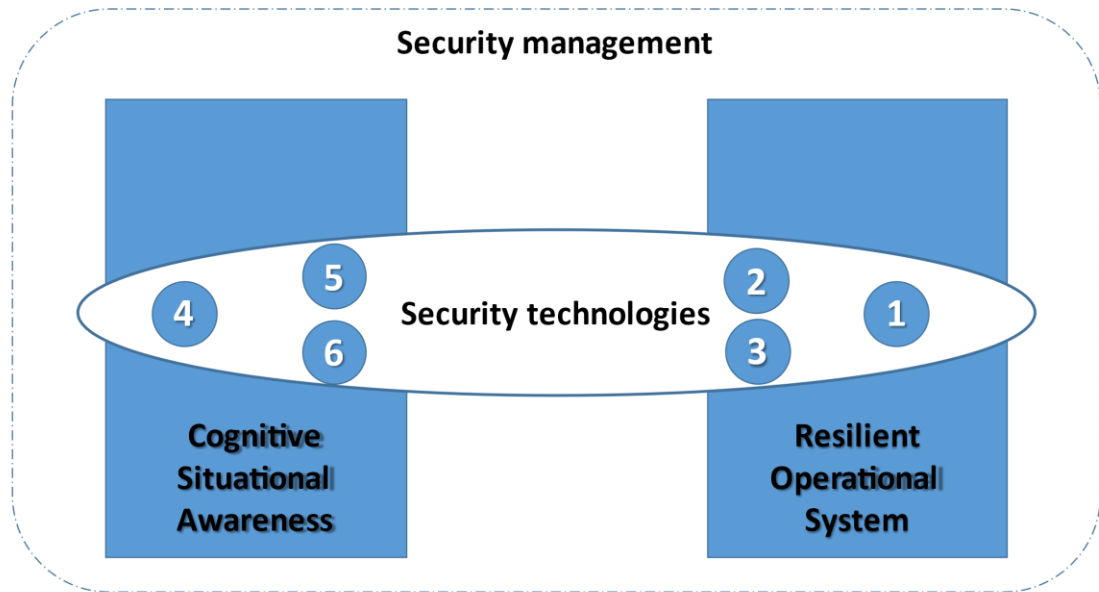 Security management
5
2
4
Security technologies
1
6
3
Cognitive
Situational
Awareness
Resilient
Operational
System